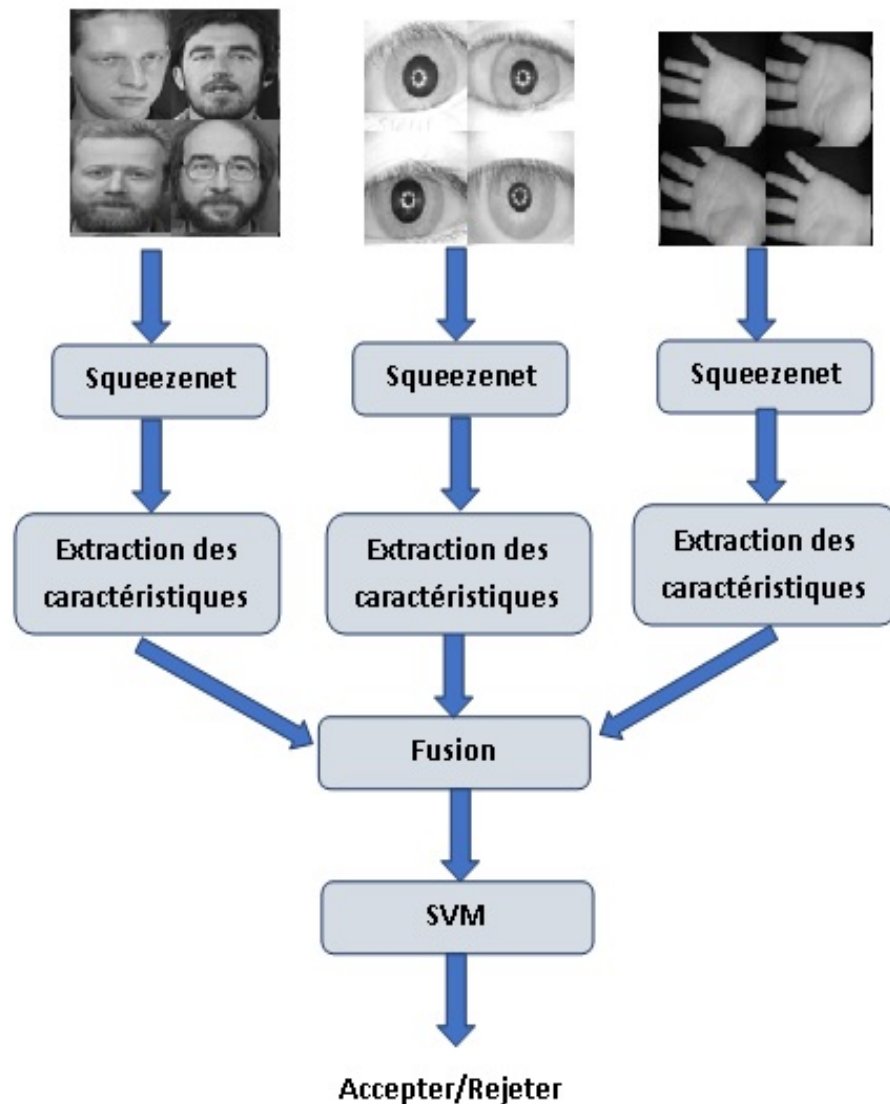 Squeezenet
Squeezenet
Squeezenet
Extraction des
caractéristiques
Extraction des
caractéristiques
Extraction des
caractéristiques
Fusion
SVM
Accepter/Rejeter